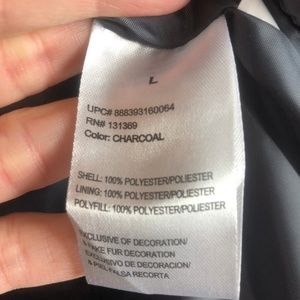 L
UPC# 888393160064
RN# 131369
Color: CHARCOAL
SHELL: 100% POLYESTER/POLIESTER
LINING: 100% POLYESTER/POLIESTER
POLYFILL: 100% POLYESTER/POLIESTER
EXCLUSIVE OF DECORATION/
& FAKE FUR DECORATION
EXCLUSIVO DE DECORACION/
& PIEL FALSA RECORTA